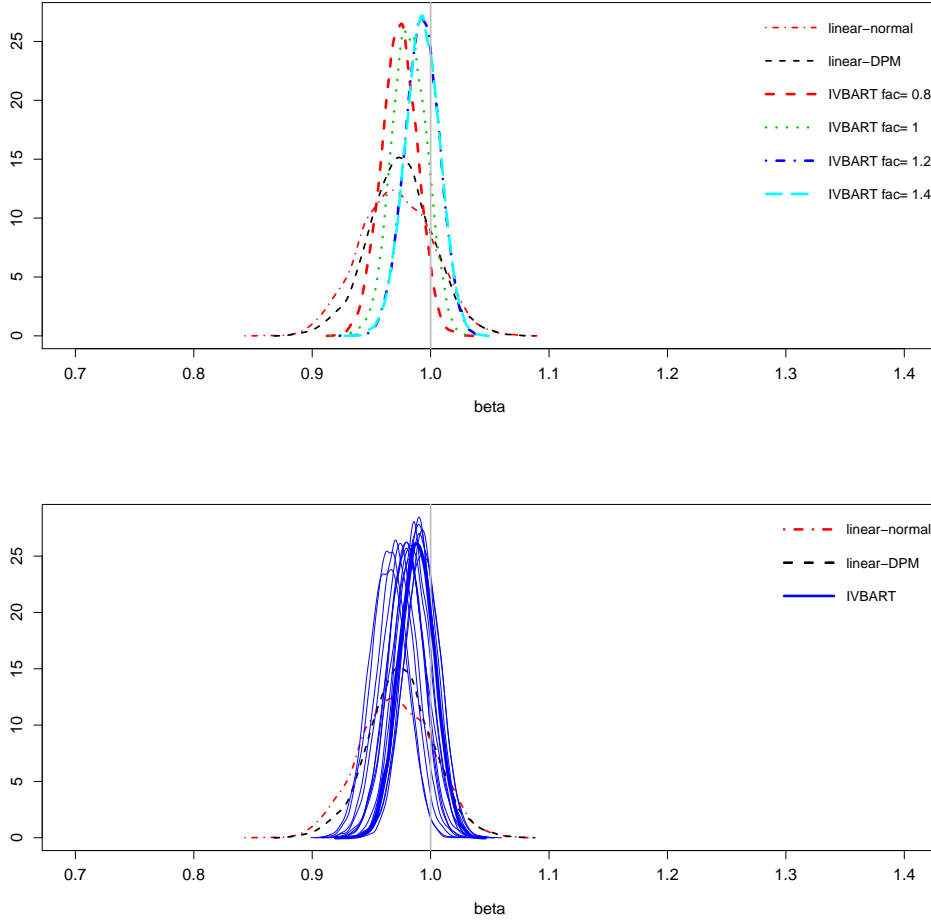 25
20
15
10
5
0
linear−normal
linear−DPM
IVBART fac= 0.8
IVBART fac= 1
IVBART fac= 1.2
IVBART fac= 1.4
0.7 0.8 0.9 1.0 1.1 1.2 1.3 1.4
beta
25
20
15
10
5
0
linear−normal
linear−DPM
IVBART
0.7 0.8 0.9 1.0 1.1 1.2 1.3 1.4
beta